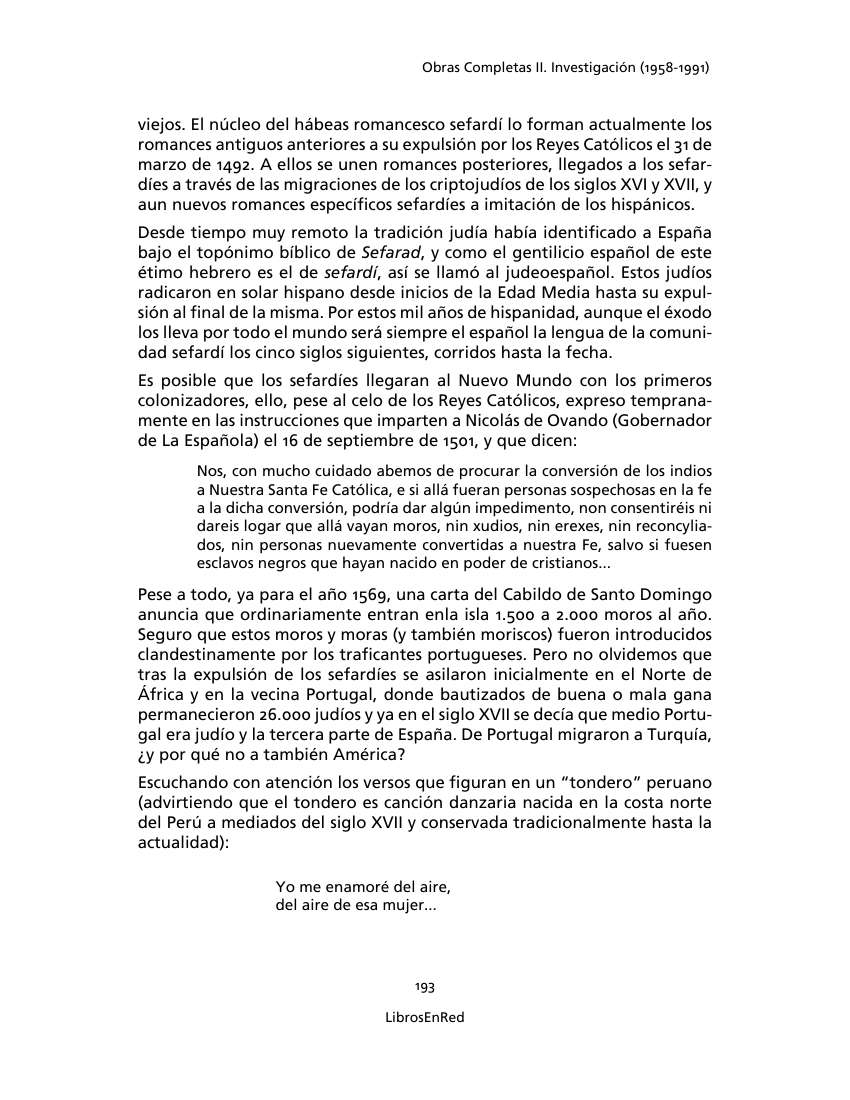 Obras Completas II. Investigación (1958-1991)
viejos. El núcleo del hábeas romancesco sefardí lo forman actualmente los
romances antiguos anteriores a su expulsión por los Reyes Católicos el 31 de
marzo de 1492. A ellos se unen romances posteriores, llegados a los sefar-
díes a través de las migraciones de los criptojudíos de los siglos XVI y XVII, y
aun nuevos romances específicos sefardíes a imitación de los hispánicos.
Desde tiempo muy remoto la tradición judía había identificado a España
bajo el topónimo bíblico de Sefarad, y como el gentilicio español de este
étimo hebrero es el de sefardí, así se llamó al judeoespañol. Estos judíos
radicaron en solar hispano desde inicios de la Edad Media hasta su expul-
sión al final de la misma. Por estos mil años de hispanidad, aunque el éxodo
los lleva por todo el mundo será siempre el español la lengua de la comuni-
dad sefardí los cinco siglos siguientes, corridos hasta la fecha.
Es posible que los sefardíes llegaran al Nuevo Mundo con los primeros
colonizadores, ello, pese al celo de los Reyes Católicos, expreso temprana-
mente en las instrucciones que imparten a Nicolás de Ovando (Gobernador
de La Española) el 16 de septiembre de 1501, y que dicen:
Nos, con mucho cuidado abemos de procurar la conversión de los indios
a Nuestra Santa Fe Católica, e si allá fueran personas sospechosas en la fe
a la dicha conversión, podría dar algún impedimento, non consentiréis ni
dareis logar que allá vayan moros, nin xudios, nin erexes, nin reconcylia-
dos, nin personas nuevamente convertidas a nuestra Fe, salvo si fuesen
esclavos negros que hayan nacido en poder de cristianos...
Pese a todo, ya para el año 1569, una carta del Cabildo de Santo Domingo
anuncia que ordinariamente entran enla isla 1.500 a 2.000 moros al año.
Seguro que estos moros y moras (y también moriscos) fueron introducidos
clandestinamente por los traficantes portugueses. Pero no olvidemos que
tras la expulsión de los sefardíes se asilaron inicialmente en el Norte de
África y en la vecina Portugal, donde bautizados de buena o mala gana
permanecieron 26.000 judíos y ya en el siglo XVII se decía que medio Portu-
gal era judío y la tercera parte de España. De Portugal migraron a Turquía,
¿y por qué no a también América?
Escuchando con atención los versos que figuran en un “tondero” peruano
(advirtiendo que el tondero es canción danzaria nacida en la costa norte
del Perú a mediados del siglo XVII y conservada tradicionalmente hasta la
actualidad):
Yo me enamoré del aire,
del aire de esa mujer...
193
LibrosEnRed